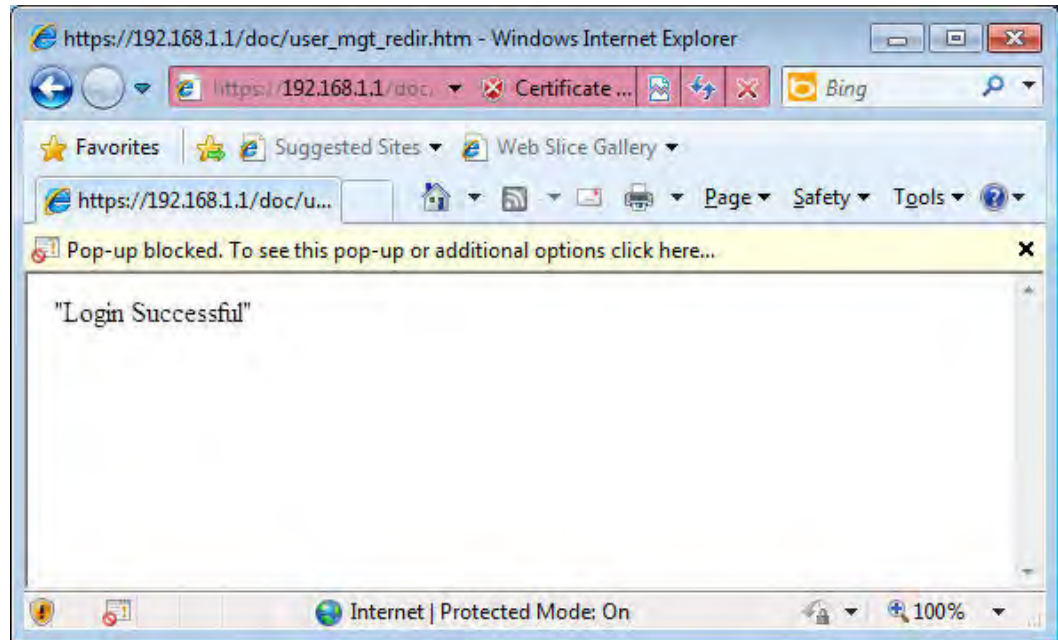 https://192.168.1.1/doc/user_mgt_redir.htm - Windows Internet Explorer
https://192.168.1.1/doc, Certificate ... Bing
Favorites Suggested Sites Web Slice Gallery
https://192.168.1.1/doc/u... Page Safety Tools
Pop-up blocked. To see this pop-up or additional options click here...
"Login Successful"
Internet | Protected Mode: On 100%